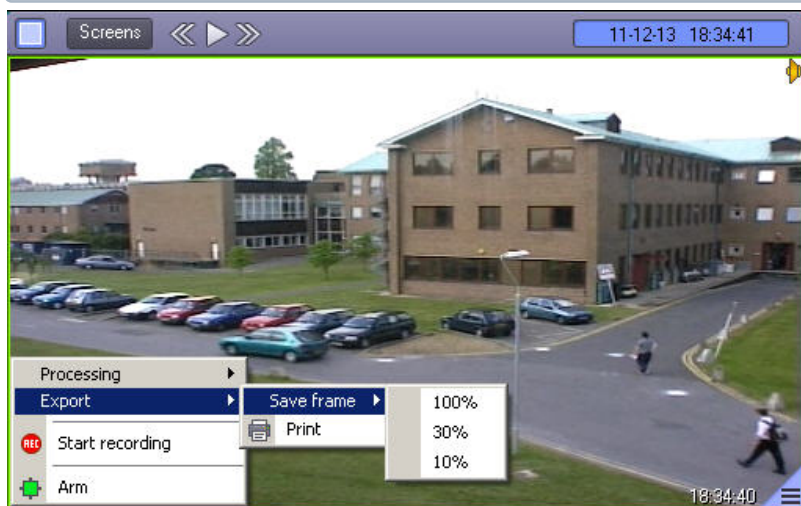 Screens
11-12-13 18:34:41
Processing
Export
Save frame
100%
Print
30%
REC
Start recording
10%
Arm
18:34:40